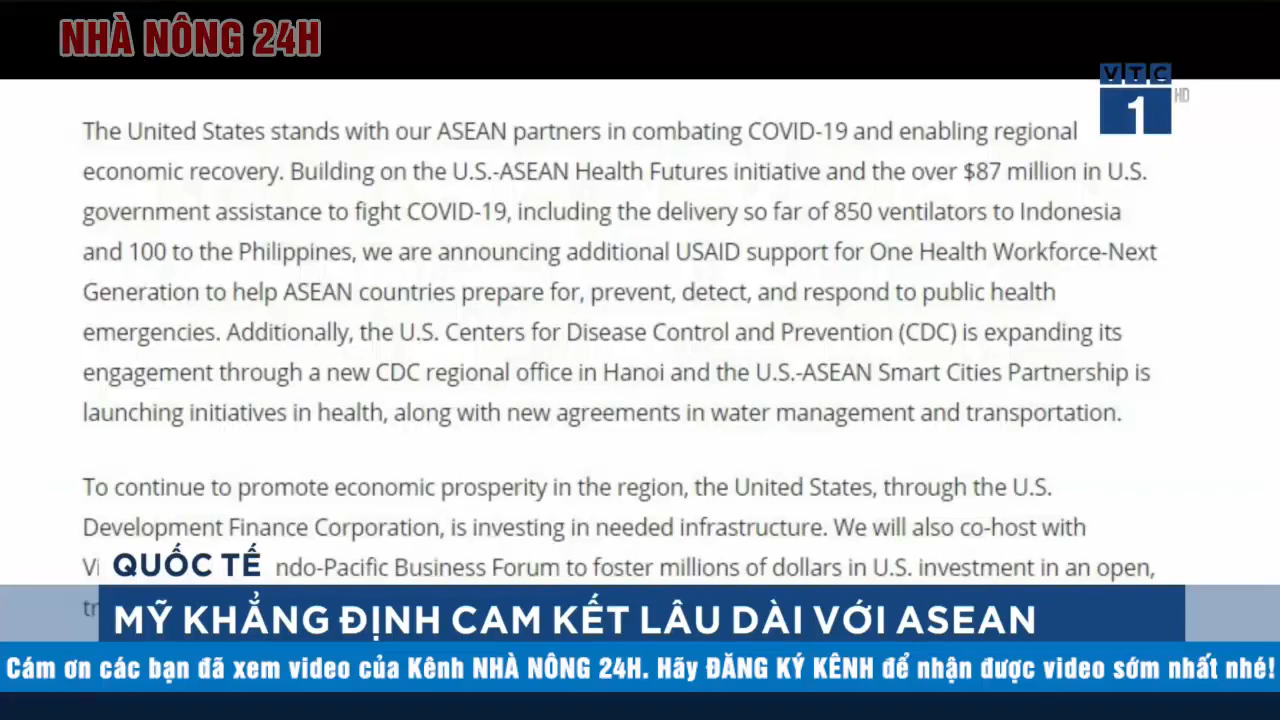 NHÀ NÔNG 24H
VTC
1
HD
The United States stands with our ASEAN partners in combating COVID-19 and enabling regional
economic recovery. Building on the U.S.-ASEAN Health Futures initiative and the over $87 million in U.S.
government assistance to fight COVID-19, including the delivery so far of 850 ventilators to Indonesia
and 100 to the Philippines, we are announcing additional USAID support for One Health Workforce-Next
Generation to help ASEAN countries prepare for, prevent, detect, and respond to public health
emergencies. Additionally, the U.S. Centers for Disease Control and Prevention (CDC) is expanding its
engagement through a new CDC regional office in Hanoi and the U.S.-ASEAN Smart Cities Partnership is
launching initiatives in health, along with new agreements in water management and transportation.
To continue to promote economic prosperity in the region, the United States, through the U.S.
Development Finance Corporation, is investing in needed infrastructure. We will also co-host with
ndo-Pacific Business Forum to foster millions of dollars in U.S. investment in an open,
QUỐC TẾ
MỸ KHẲNG ĐỊNH CAM KẾT LÂU DÀI VỚI ASEAN
Cám ơn các bạn đã xem video của Kênh NHÀ NÔNG 24H. Hãy ĐĂNG KÝ KÊNH để nhận được video sớm nhất nhé!